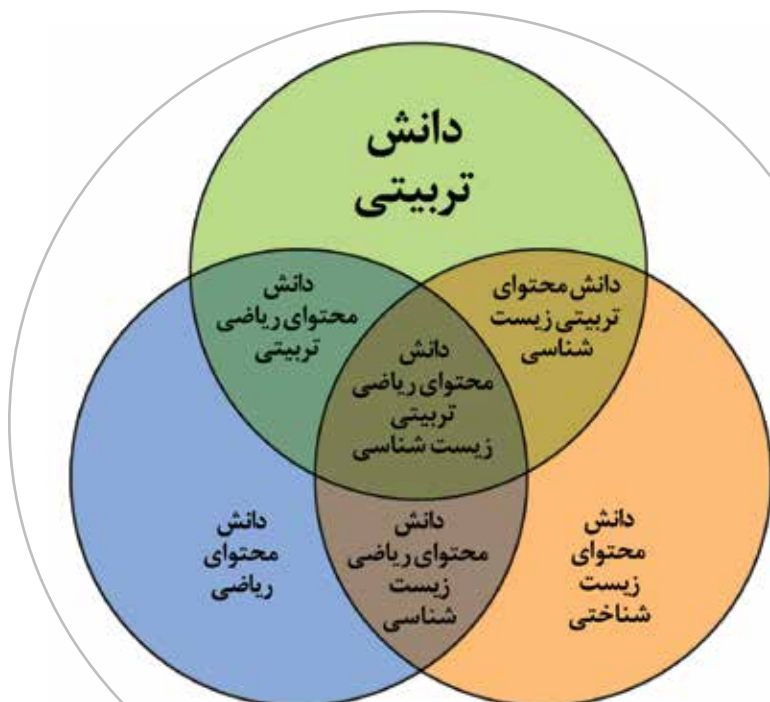 دانش
تربیتی
دانش محتوای
تربیتی زیست
شناسی
دانش
محتوای ریاضی
تربیتی
دانش
محتوای ریاضی
تربیتی
زیست شناسی
دانش
محتوای
زیست
شناختی
دانش
محتوای ریاضی
زیست
شناسی
دانش
محتوای
ریاضی